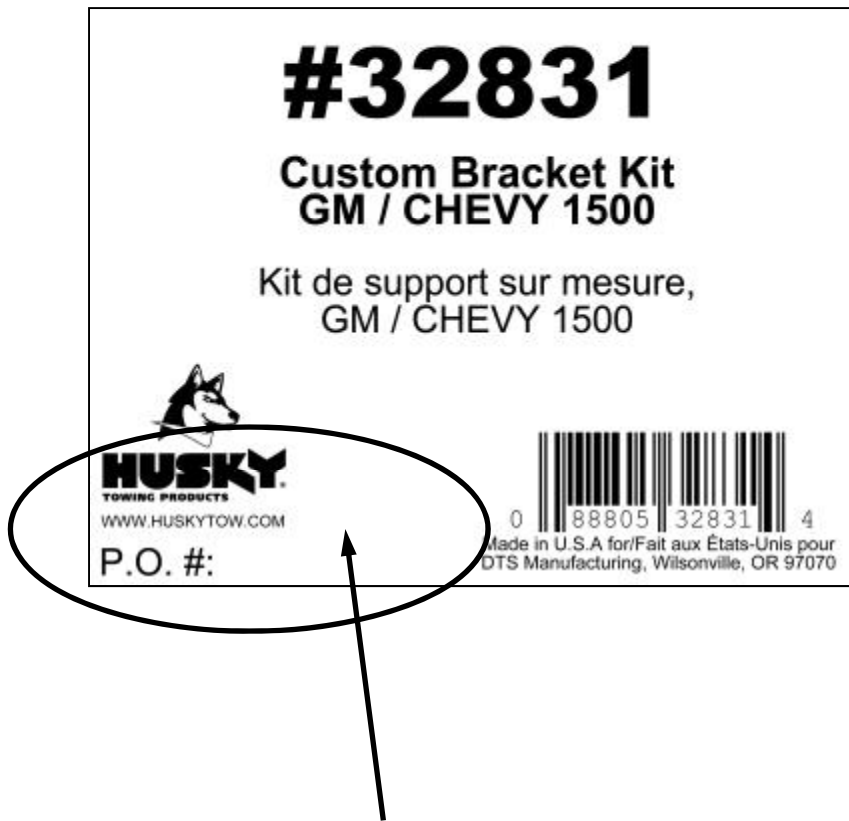 #32831
Custom Bracket Kit
GM / CHEVY 1500
Kit de support sur mesure,
GM / CHEVY 1500
HUSKY.
TOWING PRODUCTS
WWW.HUSKYTOW.COM
P.O. #:
0 88805 32831 4
Made in U.S.A for/Fait aux États-Unis pour
DTS Manufacturing, Wilsonville, OR 97070